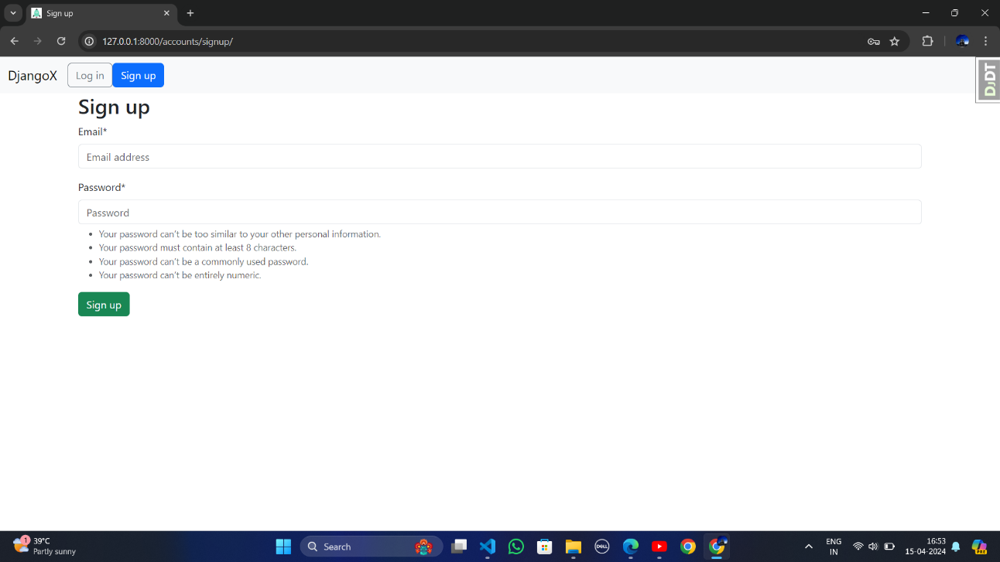 Sign up
127.0.0.1:8000/accounts/signup/
DjangoX Log in Sign up
DJDT
Sign up
Email*
Email address
Password*
Password
Your password can't be too similar to your other personal information.
Your password must contain at least 8 characters.
Your password can't be a commonly used password.
Your password can't be entirely numeric.
Sign up
1
39°C
Partly sunny
Search
DELL
PRE
ENG
IN
16:53
15-04-2024